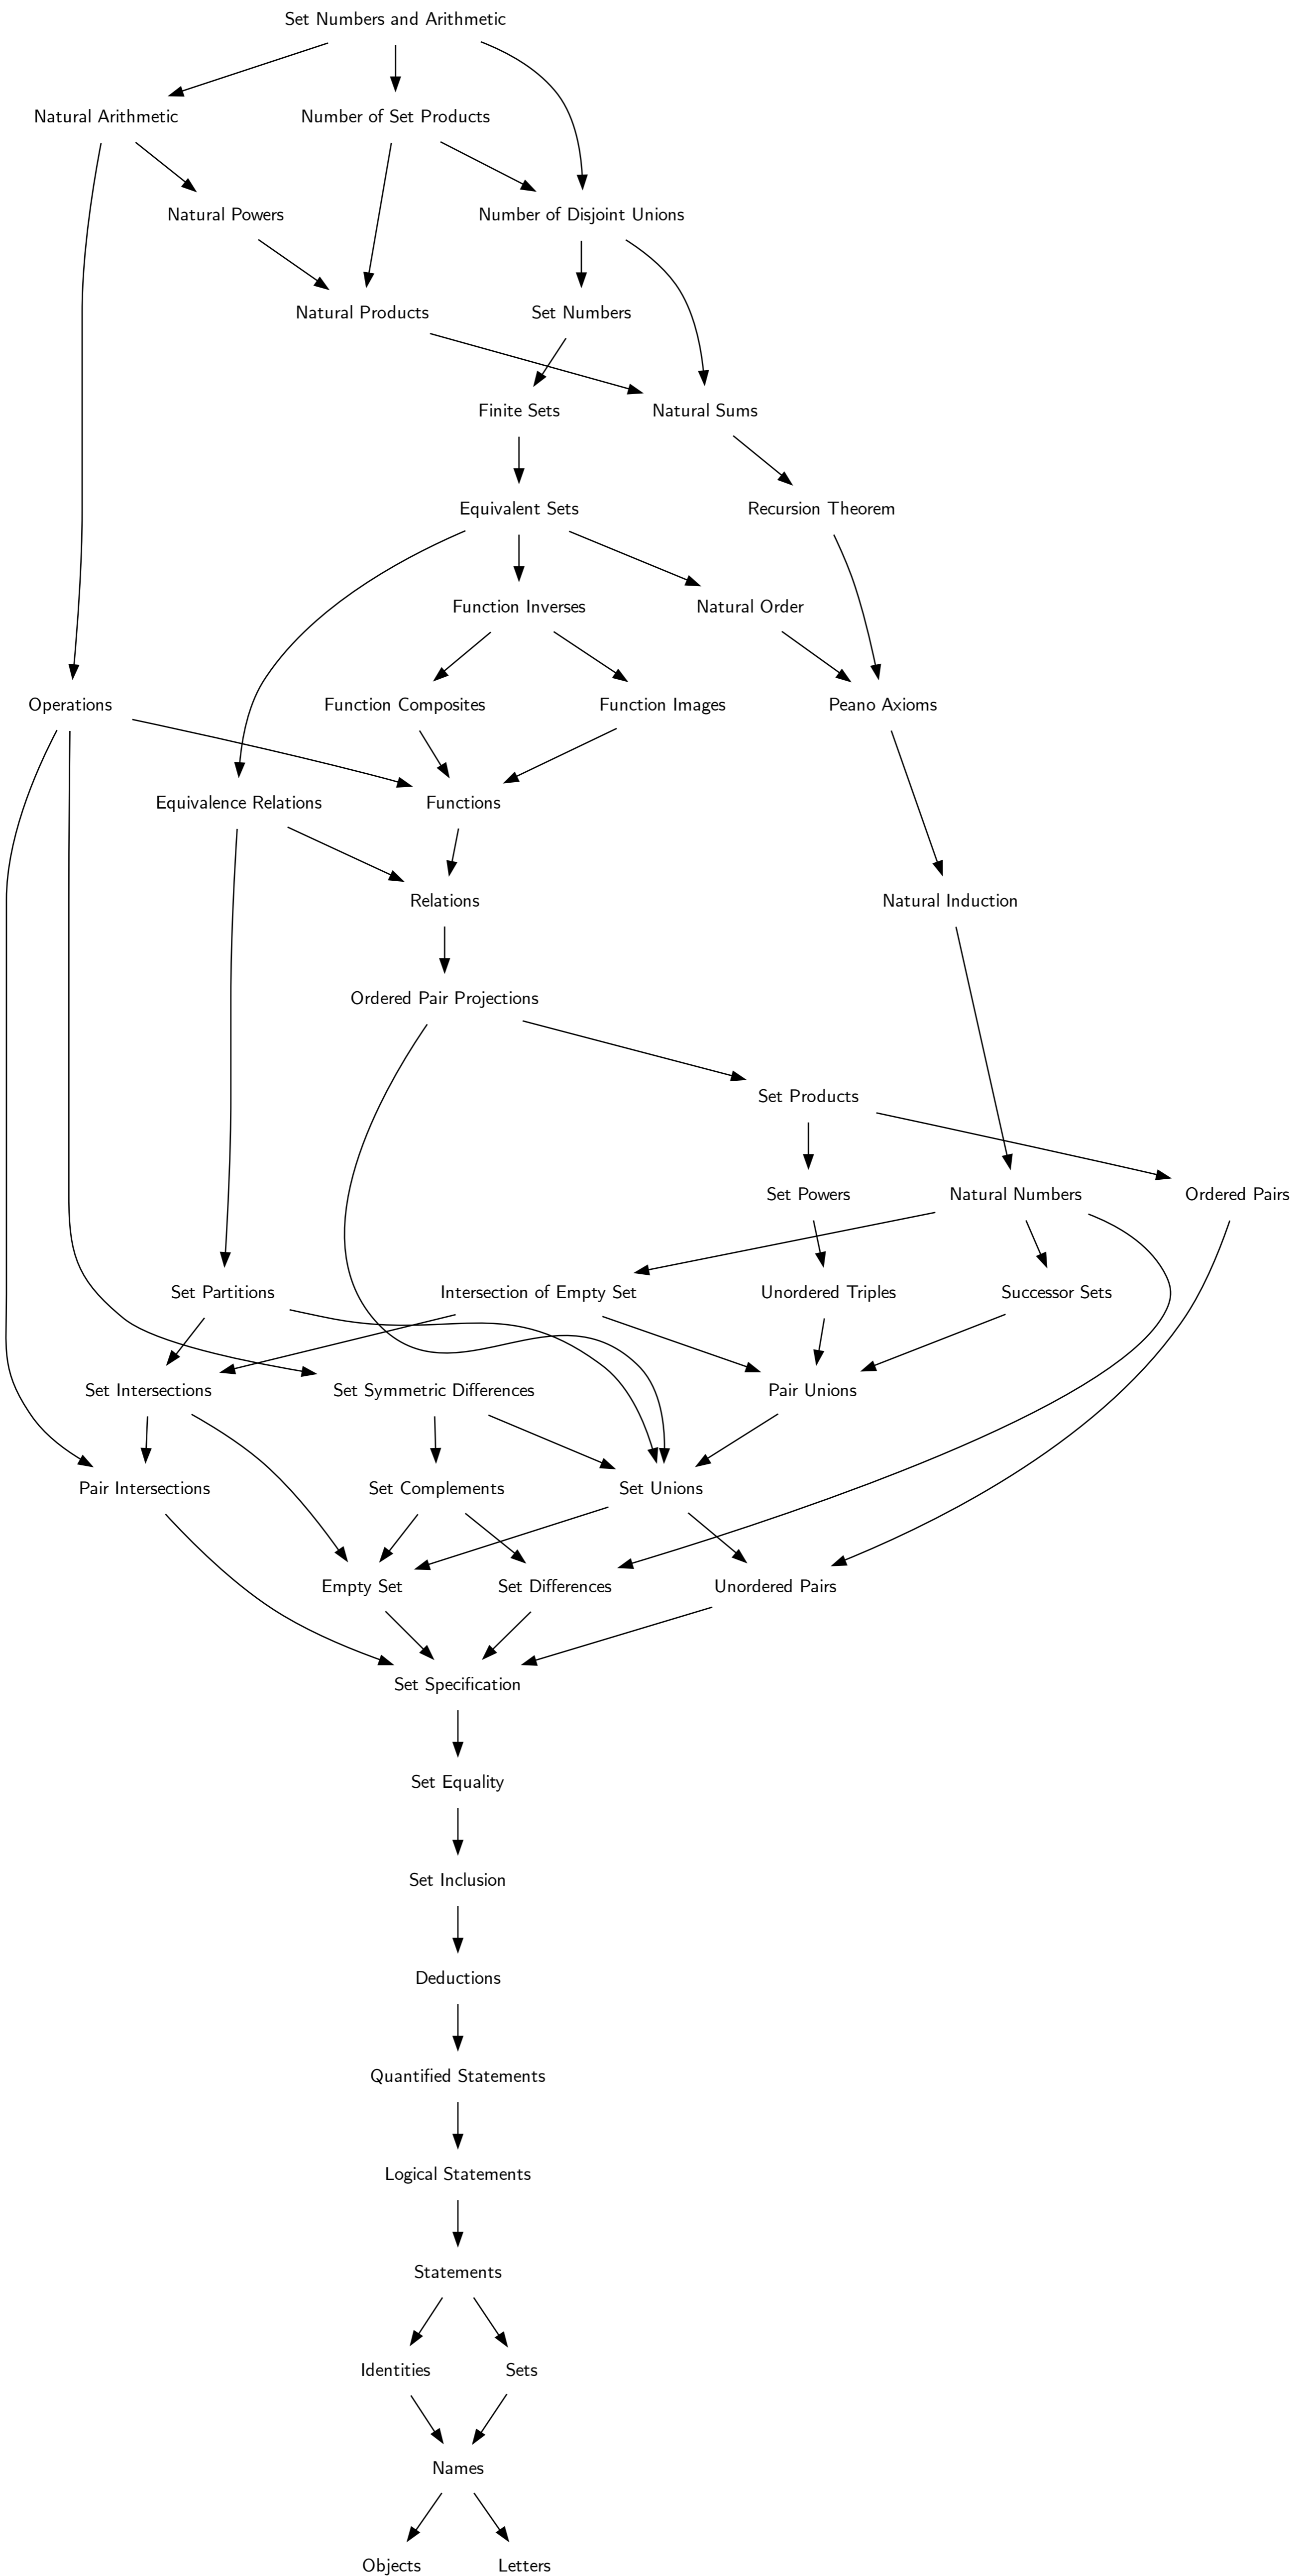 Set Numbers and Arithmetic
Natural Arithmetic
Number of Set Products
Natural Powers
Number of Disjoint Unions
Natural Products
Set Numbers
Finite Sets
Natural Sums
Equivalent Sets
Recursion Theorem
Function Inverses
Natural Order
Operations
Function Composites
Function Images
Peano Axioms
Equivalence Relations
Functions
Relations
Natural Induction
Ordered Pair Projections
Set Products
Set Powers
Natural Numbers
Ordered Pairs
Set Partitions
Intersection of Empty Set
Unordered Triples
Successor Sets
Set Intersections
Set Symmetric Differences
Pair Unions
Pair Intersections
Set Complements
Set Unions
Empty Set
Set Differences
Unordered Pairs
Set Specification
Set Equality
Set Inclusion
Deductions
Quantified Statements
Logical Statements
Statements
Identities
Sets
Names
Objects
Letters